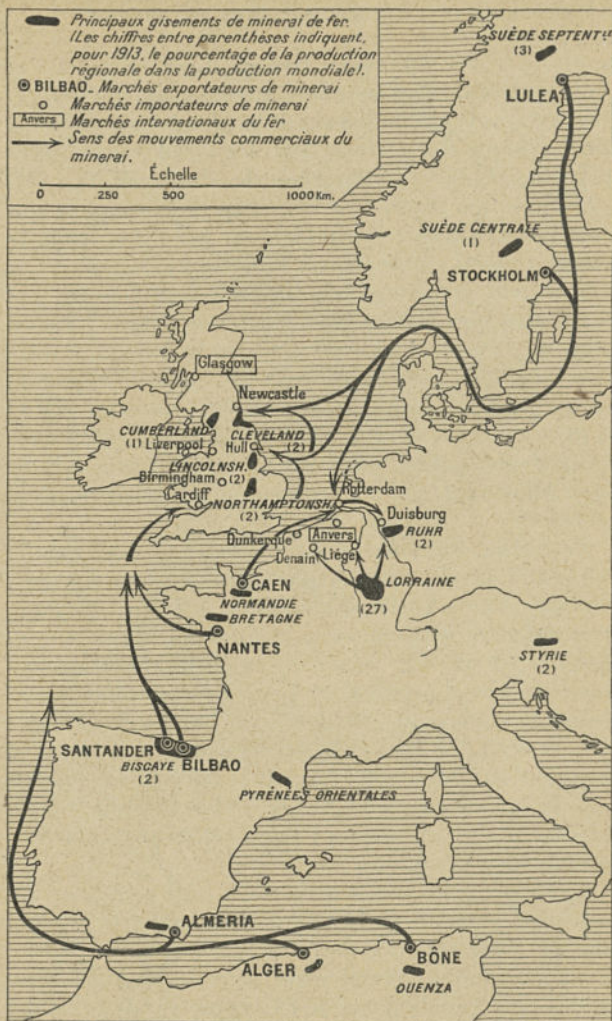 Principaux gisements de minerai de fer.
(Les chiffres entre parenthèses indiquent,
pour 1913, le pourcentage de la production
régionale dans la production mondiale).
BILBAO_ Marchés exportateurs de minerai
Marchés importateurs de minerai
Anvers Marchés internationaux du fer
Sens des mouvements commerciaux du
minerai.
Échelle
0 250 500 1000 Km.
SUÈDE SEPTENT.LE
(3)
LULEA
SUÈDE CENTRALE
(1)
STOCKHOLM
Glasgow
Newcastle
CUMBERLAND
(1)
Liverpool
CLEVELAND
(2)
Hull
LINCOLNSH.
(2)
Birmingham
Cardiff
NORTHAMPTONSH.
(2)
Rotterdam
Duisburg
RUHR
(2)
Dunkerque
Anvers
Denain
Liége
LORRAINE
(27)
CAEN
NORMANDIE
BRETAGNE
NANTES
STYRIE
(2)
SANTANDER
BILBAO
BISCAYE
(2)
PYRÉNÉES ORIENTALES
ALMERIA
ALGER
BÔNE
OUENZA